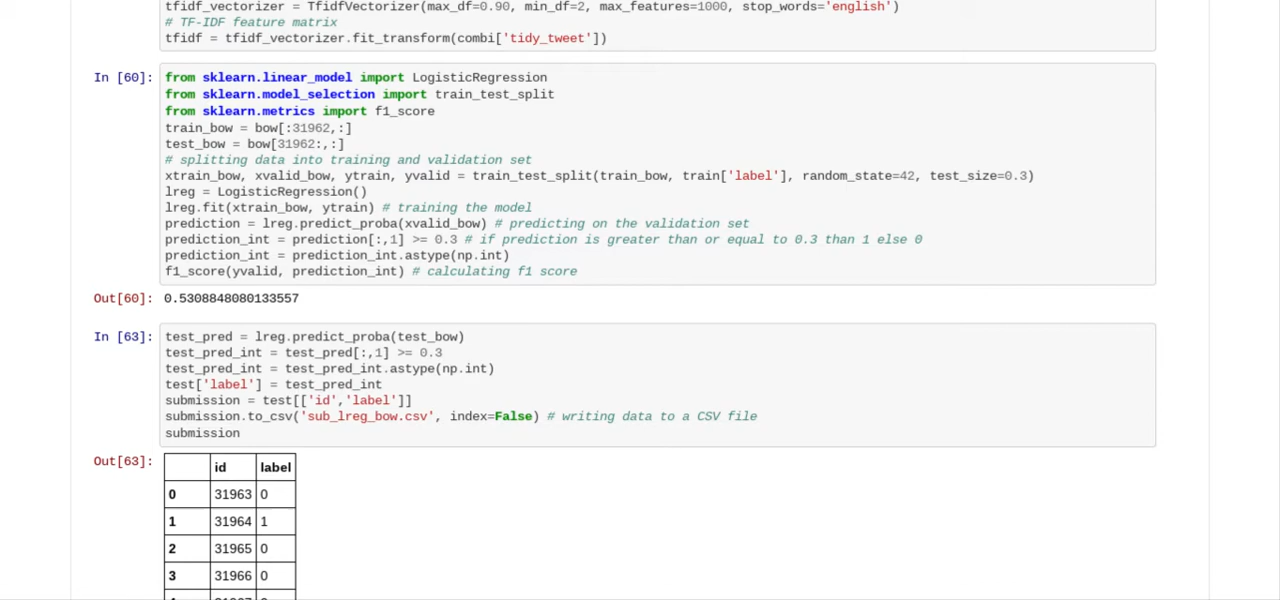 tfidf_vectorizer = TfidfVectorizer(max_df=0.90, min_df=2, max_features=1000, stop_words='english')
# TF-IDF feature matrix
tfidf = tfidf_vectorizer.fit_transform(combi['tidy_tweet'])
In [60]: from sklearn.linear_model import LogisticRegression
from sklearn.model_selection import train_test_split
from sklearn.metrics import f1_score
train_bow = bow[:31962,:]
test_bow = bow[31962:,:]
# splitting data into training and validation set
xtrain_bow, xvalid_bow, ytrain, yvalid = train_test_split(train_bow, train['label'], random_state=42, test_size=0.3)
lreg = LogisticRegression()
lreg.fit(xtrain_bow, ytrain) # training the model
prediction = lreg.predict_proba(xvalid_bow) # predicting on the validation set
prediction_int = prediction[:,1] >= 0.3 # if prediction is greater than or equal to 0.3 than 1 else 0
prediction_int = prediction_int.astype(np.int)
f1_score(yvalid, prediction_int) # calculating f1 score
Out[60]: 0.5308848080133557
In [63]: test_pred = lreg.predict_proba(test_bow)
test_pred_int = test_pred[:,1] >= 0.3
test_pred_int = test_pred_int.astype(np.int)
test['label'] = test_pred_int
submission = test[['id','label']]
submission.to_csv('sub_lreg_bow.csv', index=False) # writing data to a CSV file
submission
Out[63]: id label
0 31963 0
1 31964 1
2 31965 0
3 31966 0